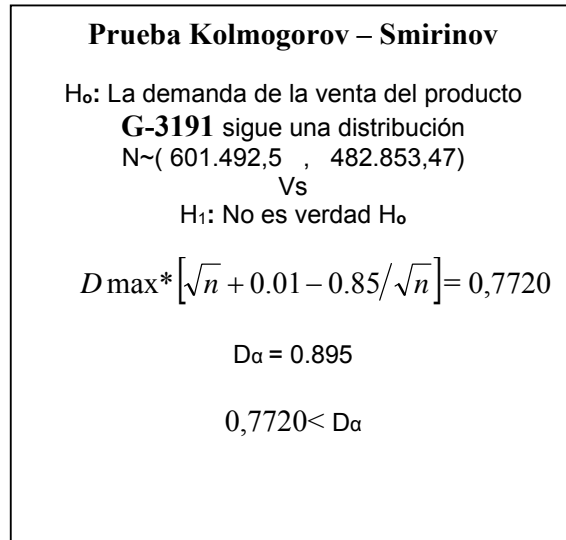 Prueba Kolmogorov – Smirinov
Hₒ: La demanda de la venta del producto
G-3191 sigue una distribución
N~( 601.492,5 , 482.853,47)
Vs
H₁: No es verdad Hₒ
D max*[√n + 0.01 − 0.85/√n]= 0,7720
Dα = 0.895
0,7720< Dα